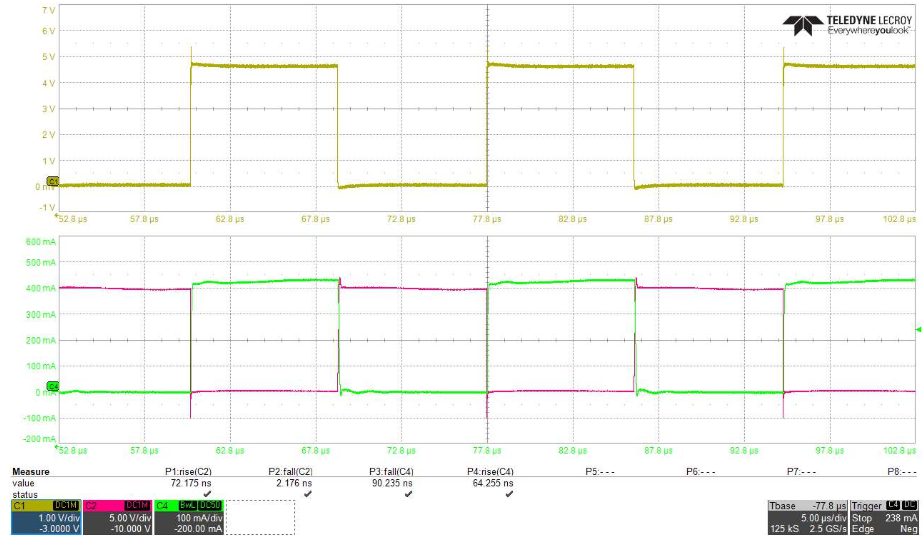 7 V
TELEDYNE LECROY
Everywhereyoulook™
6 V
5 V
4 V
3 V
2 V
1 V
C1
0 mV
-1 V
52.8 µs 57.8 µs 62.8 µs 67.8 µs 72.8 µs 77.8 µs 82.8 µs 87.8 µs 92.8 µs 97.8 µs 102.8 µs
600 mA
500 mA
400 mA
300 mA
200 mA
100 mA
C4
0 mA
-100 mA
-200 mA
52.8 µs 57.8 µs 62.8 µs 67.8 µs 72.8 µs 77.8 µs 82.8 µs 87.8 µs 92.8 µs 97.8 µs 102.8 µs
Measure P1:rise(C2) P2:fall(C2) P3:fall(C4) P4:rise(C4) P5:- - - P6:- - - P7:- - - P8:- - -
value 72.175 ns 2.176 ns 90.235 ns 64.255 ns
status
C1 DC1M C2 DC1M C4 BwL DC50 Tbase -77.8 µs Trigger C4 DC
1.00 V/div 5.00 V/div 100 mA/div 5.00 µs/div Stop 238 mA
-3.0000 V -10.000 V -200.00 mA 125 kS 2.5 GS/s Edge Neg